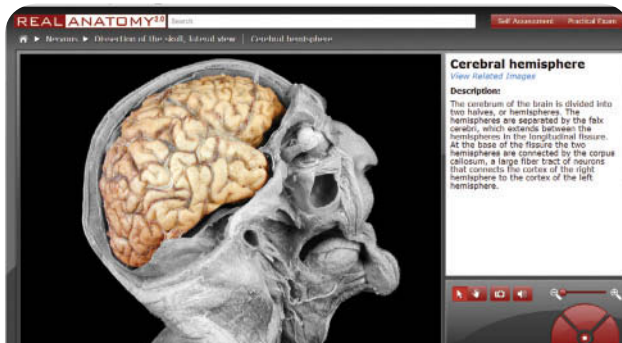 REAL ANATOMY 3.0
Search
Self Assessment
Practical Exam
Nervous ▶ Dissection of the skull, lateral view | Cerebral hemisphere
Cerebral hemisphere
View Related Images
Description:
The cerebrum of the brain is divided into
two halves, or hemispheres. The
hemispheres are separated by the falx
cerebri, which extends between the
hemispheres in the longitudinal fissure.
At the base of the fissure the two
hemispheres are connected by the corpus
callosum, a large fiber tract of neurons
that connects the cortex of the right
hemisphere to the cortex of the left
hemisphere.